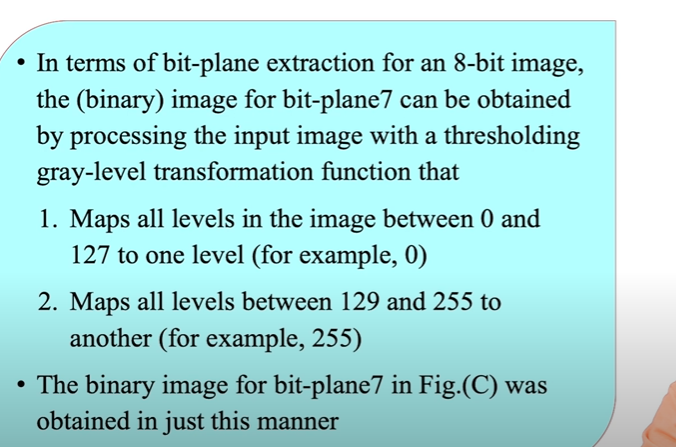 • In terms of bit-plane extraction for an 8-bit image,
the (binary) image for bit-plane7 can be obtained
by processing the input image with a thresholding
gray-level transformation function that
1. Maps all levels in the image between 0 and
127 to one level (for example, 0)
2. Maps all levels between 129 and 255 to
another (for example, 255)
• The binary image for bit-plane7 in Fig.(C) was
obtained in just this manner